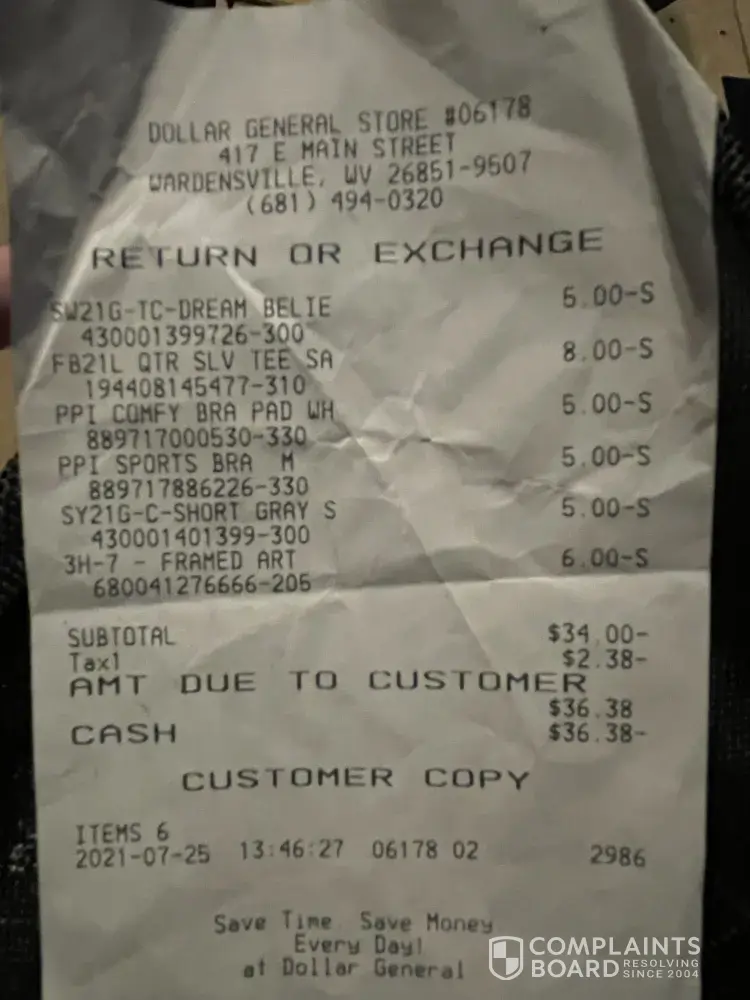 DOLLAR GENERAL STORE #06178
417 E MAIN STREET
WARDENSVILLE, WV 26851-9507
(681) 494-0320
RETURN OR EXCHANGE
SW21G-TC-DREAM BELIE 5.00-S
430001399726-300
FB21L QTR SLV TEE SA 8.00-S
194408145477-310
PPI COMFY BRA PAD WH 5.00-S
889717000530-330
PPI SPORTS BRA M 5.00-S
889717886226-330
SY21G-C-SHORT GRAY S 5.00-S
430001401399-300
3H-7 - FRAMED ART 6.00-S
680041276666-205
SUBTOTAL $34.00-
Tax1 $2.38-
AMT DUE TO CUSTOMER
$36.38
CASH $36.38-
CUSTOMER COPY
ITEMS 6
2021-07-25 13:46:27 06178 02 2986
Save Time. Save Money
Every Day!
at Dollar General
COMPLAINTS
BOARD RESOLVING
SINCE 2004